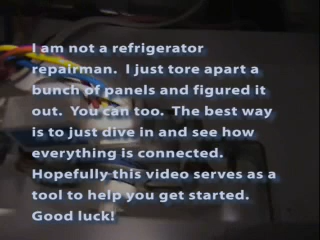 I am not a refrigerator
repairman.  I just tore apart a
bunch of panels and figured it
out.  You can too.  The best way
is to just dive in and see how
everything is connected.
Hopefully this video serves as a
tool to help you get started.
Good luck!